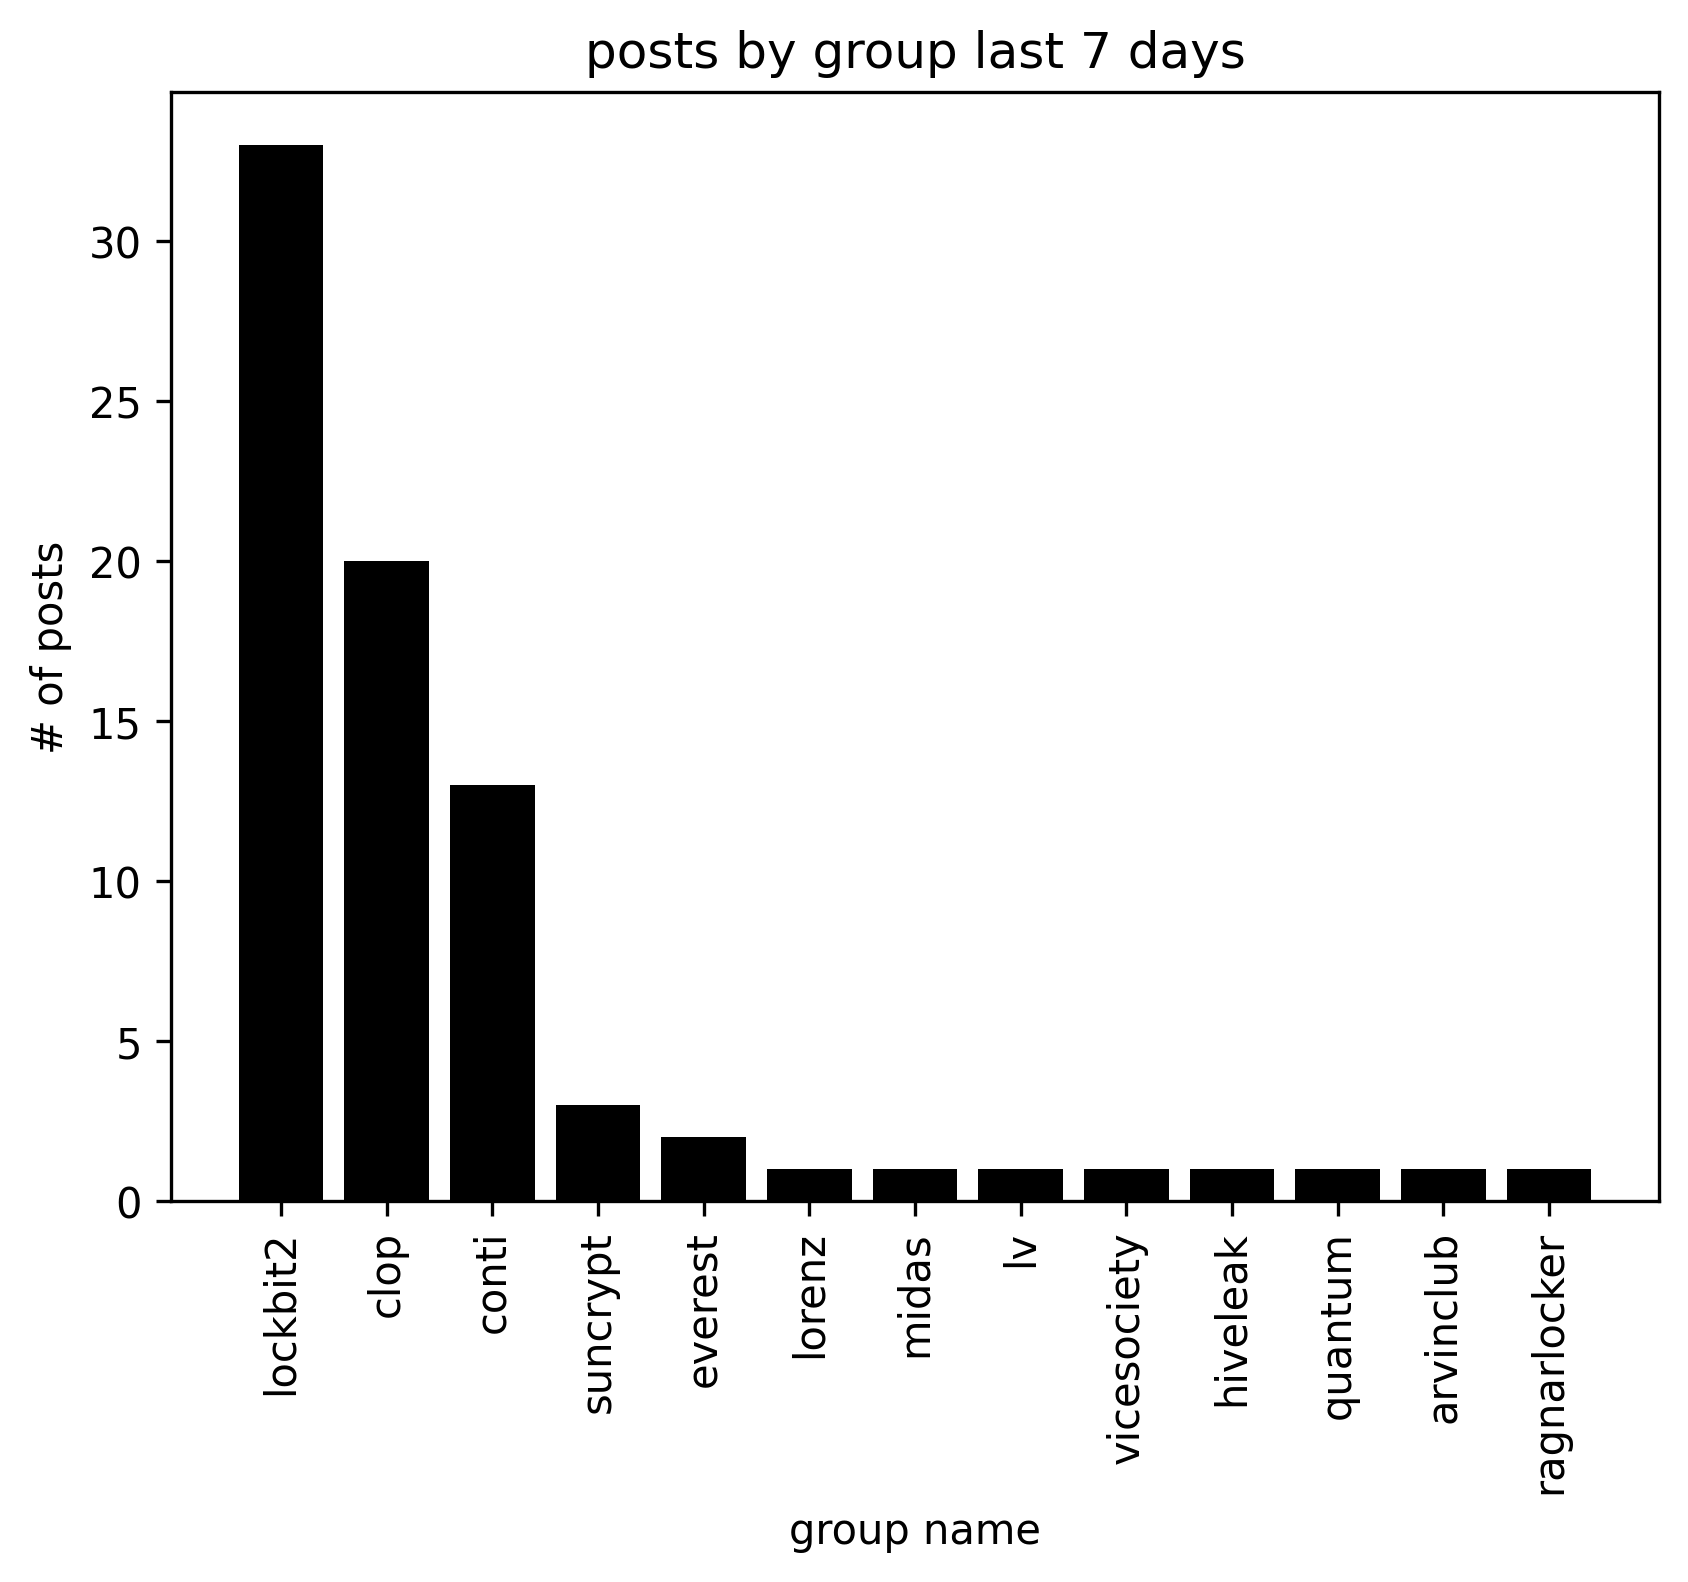 posts by group last 7 days
# of posts
30
25
20
15
10
5
0
lockbit2
clop
conti
suncrypt
everest
lorenz
midas
lv
vicesociety
hiveleak
quantum
arvinclub
ragnarlocker
group name